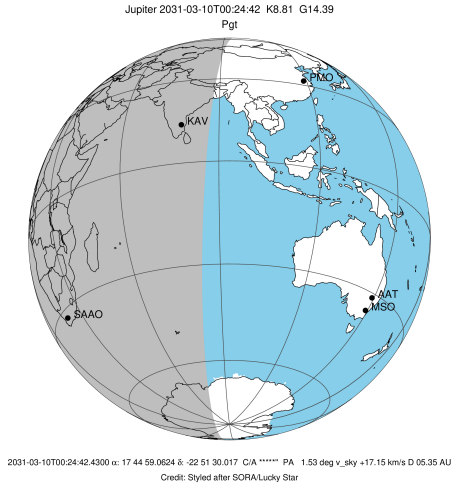 Jupiter 2031-03-10T00:24:42 K8.81 G14.39
Pgt
PMO
KAV
AAT
MSO
SAAO
2031-03-10T00:24:42.4300 α: 17 44 59.0624 δ: -22 51 30.017 C/A *****" PA 1.53 deg v_sky +17.15 km/s D 05.35 AU
Credit: Styled after SORA/Lucky Star